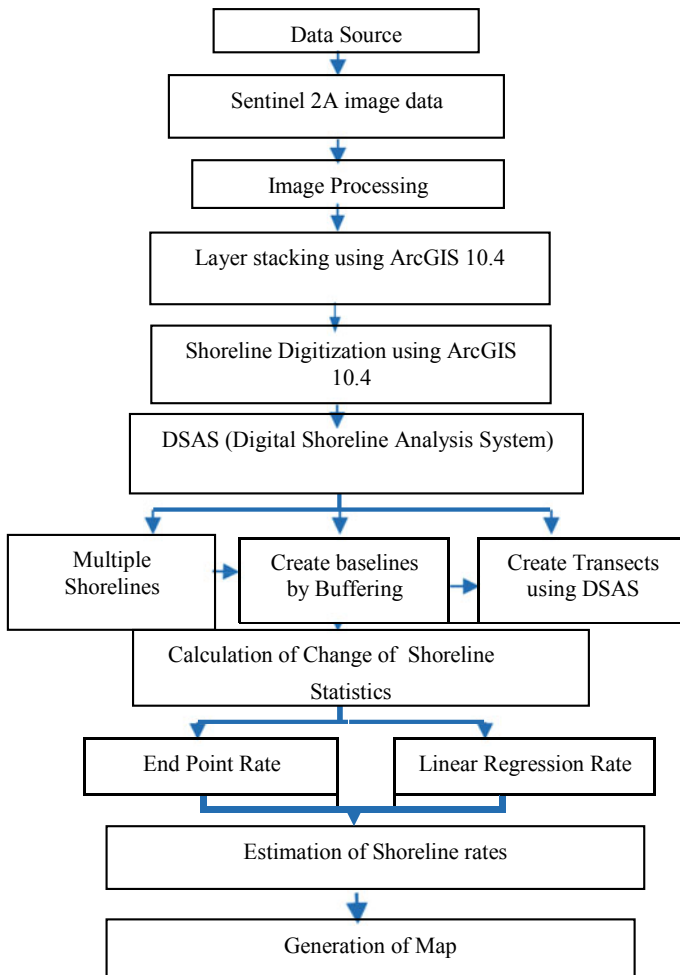 Data Source
Sentinel 2A image data
Image Processing
Layer stacking using ArcGIS 10.4
Shoreline Digitization using ArcGIS
10.4
DSAS (Digital Shoreline Analysis System)
Multiple
Shorelines
Create baselines
by Buffering
Create Transects
using DSAS
Calculation of Change of Shoreline
Statistics
End Point Rate
Linear Regression Rate
Estimation of Shoreline rates
Generation of Map